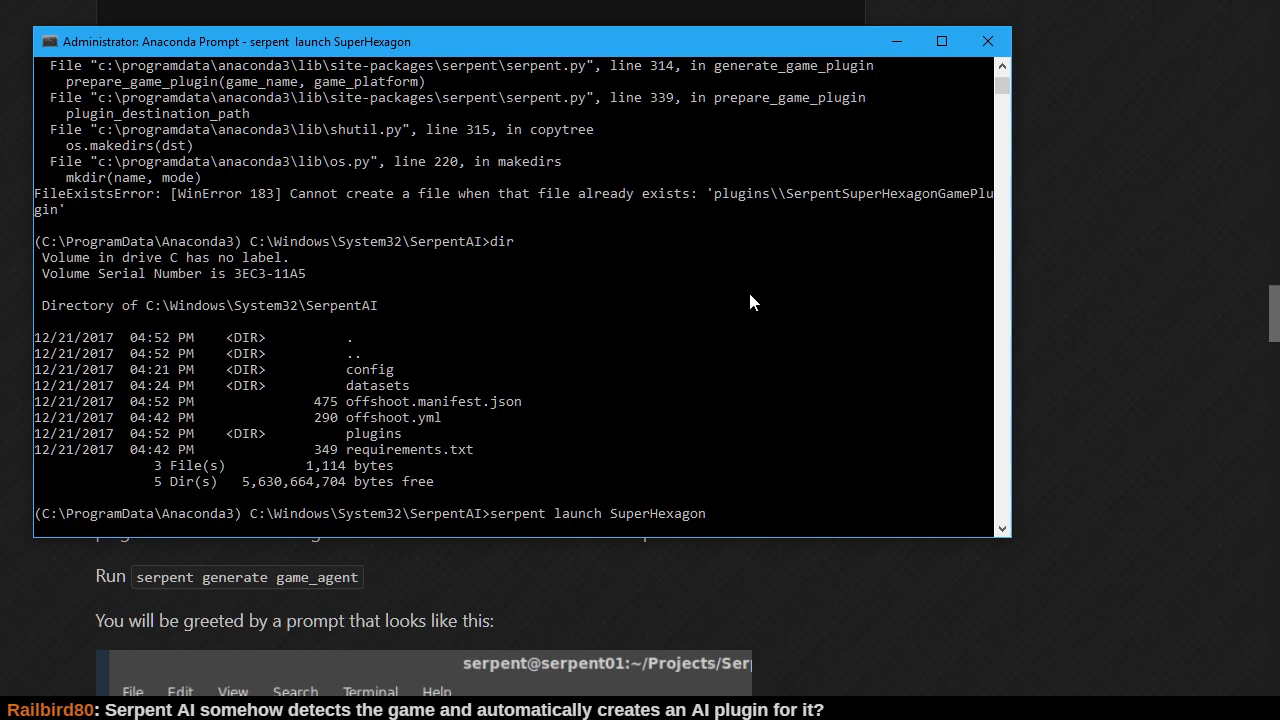 Administrator: Anaconda Prompt - serpent  launch SuperHexagon
File "c:\programdata\anaconda3\lib\site-packages\serpent\serpent.py", line 314, in generate_game_plugin
prepare_game_plugin(game_name, game_platform)
File "c:\programdata\anaconda3\lib\site-packages\serpent\serpent.py", line 339, in prepare_game_plugin
plugin_destination_path
File "c:\programdata\anaconda3\lib\shutil.py", line 315, in copytree
os.makedirs(dst)
File "c:\programdata\anaconda3\lib\os.py", line 220, in makedirs
mkdir(name, mode)
FileExistsError: [WinError 183] Cannot create a file when that file already exists: 'plugins\\SerpentSuperHexagonGamePlu
gin'
(C:\ProgramData\Anaconda3) C:\Windows\System32\SerpentAI>dir
Volume in drive C has no label.
Volume Serial Number is 3EC3-11A5
Directory of C:\Windows\System32\SerpentAI
12/21/2017  04:52 PM    <DIR>          .
12/21/2017  04:52 PM    <DIR>          ..
12/21/2017  04:21 PM    <DIR>          config
12/21/2017  04:24 PM    <DIR>          datasets
12/21/2017  04:52 PM               475 offshoot.manifest.json
12/21/2017  04:42 PM               290 offshoot.yml
12/21/2017  04:52 PM    <DIR>          plugins
12/21/2017  04:42 PM               349 requirements.txt
3 File(s)          1,114 bytes
5 Dir(s)   5,630,664,704 bytes free
(C:\ProgramData\Anaconda3) C:\Windows\System32\SerpentAI>serpent launch SuperHexagon
Run serpent generate game_agent
You will be greeted by a prompt that looks like this:
serpent@serpent01:~/Projects/Ser
File Edit View Search Terminal Help
Railbird80: Serpent AI somehow detects the game and automatically creates an AI plugin for it?